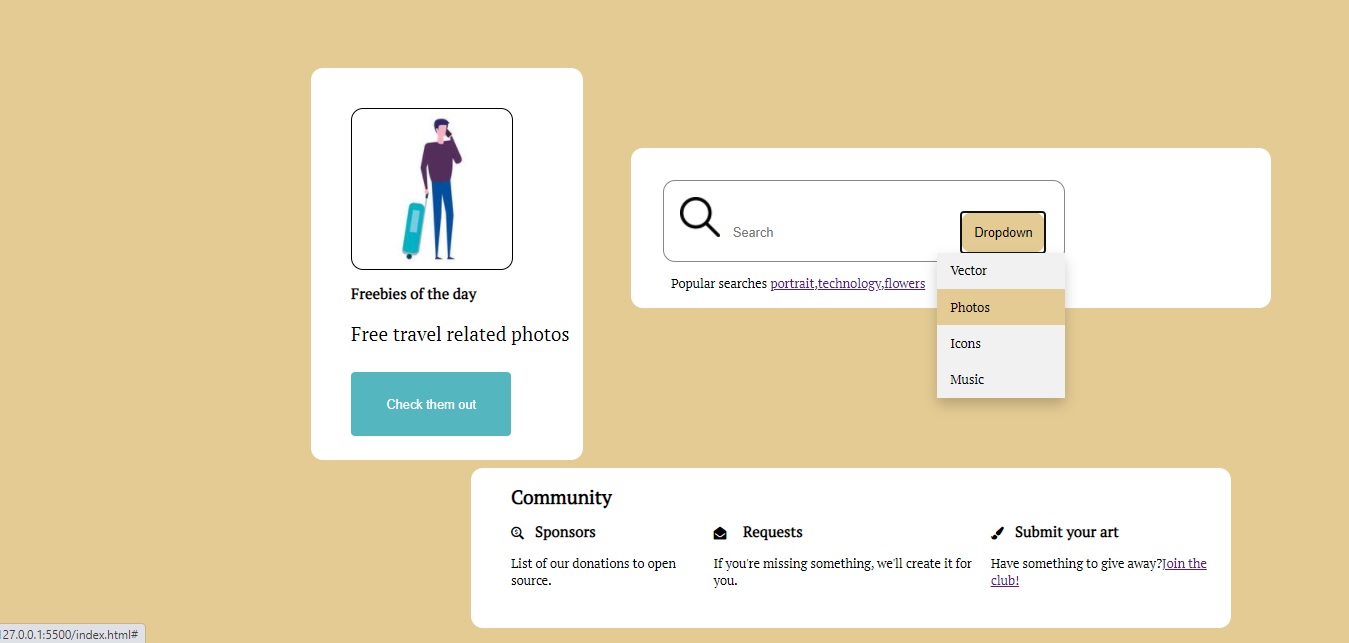 Freebies of the day
Free travel related photos
Check them out
Search
Dropdown
Popular searches portrait,technology,flowers
Vector
Photos
Icons
Music
Community
Sponsors
List of our donations to open
source.
Requests
If you're missing something, we'll create it for
you.
Submit your art
Have something to give away?Join the
club!
127.0.0.1:5500/index.html#